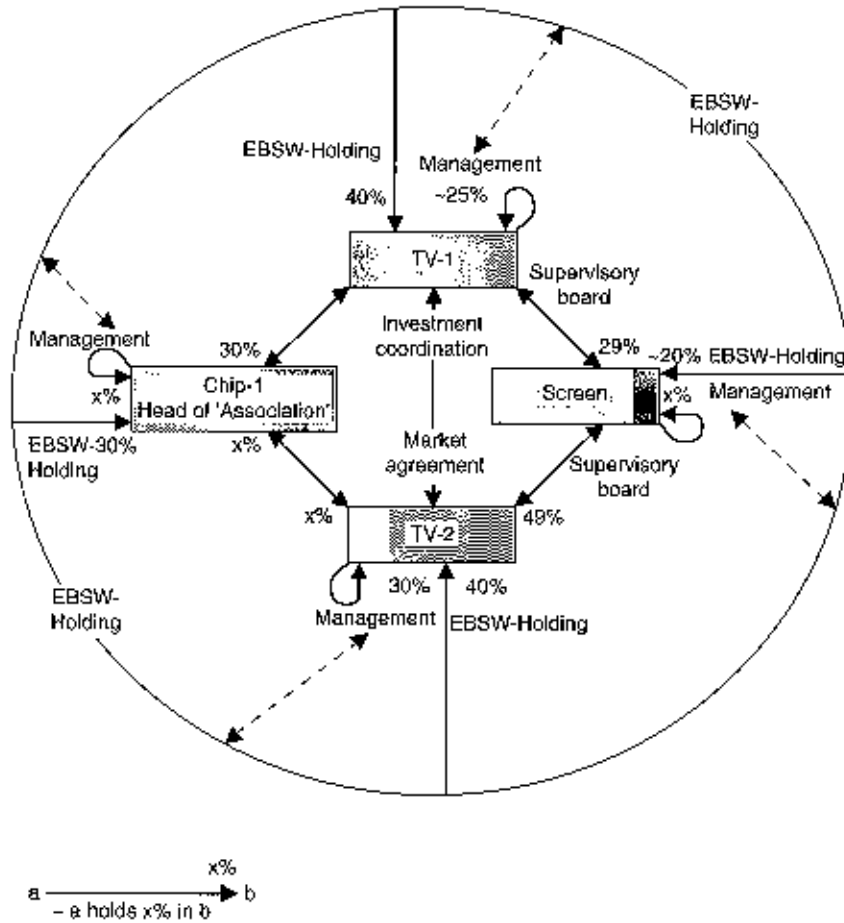 EBSW-
Holding
EBSW-Holding
Management
40%
~25%
TV-1
Supervisory
board
Management
30%
Investment
coordination
29%
~20%
EBSW-Holding
x%
Chip-1
Head of 'Association'
Screen
x%
Management
EBSW-30%
Holding
x%
Market
agreement
Supervisory
board
x%
TV-2
49%
EBSW-
Holding
30%
40%
Management
EBSW-Holding
x%
a
b
– a holds x% in b